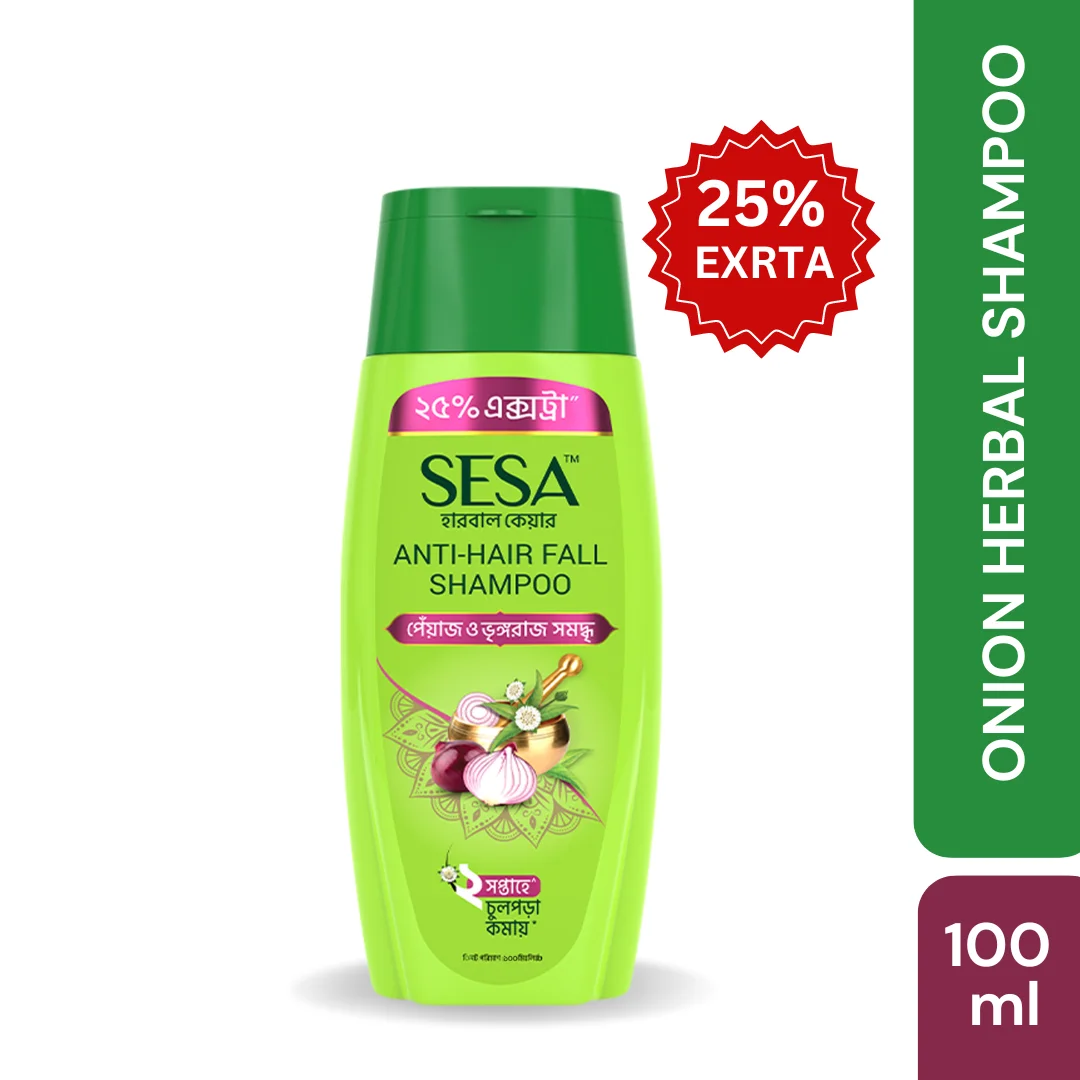 25%
EXRTA
২৫% এক্সট্রা"
SESA™
হারবাল কেয়ার
ANTI-HAIR FALL
SHAMPOO
পেঁয়াজ ও ভৃঙ্গরাজ সমদ্ধ
২ সপ্তাহে^
চুলপড়া
কমায়*
ONION HERBAL SHAMPOO
100
ml